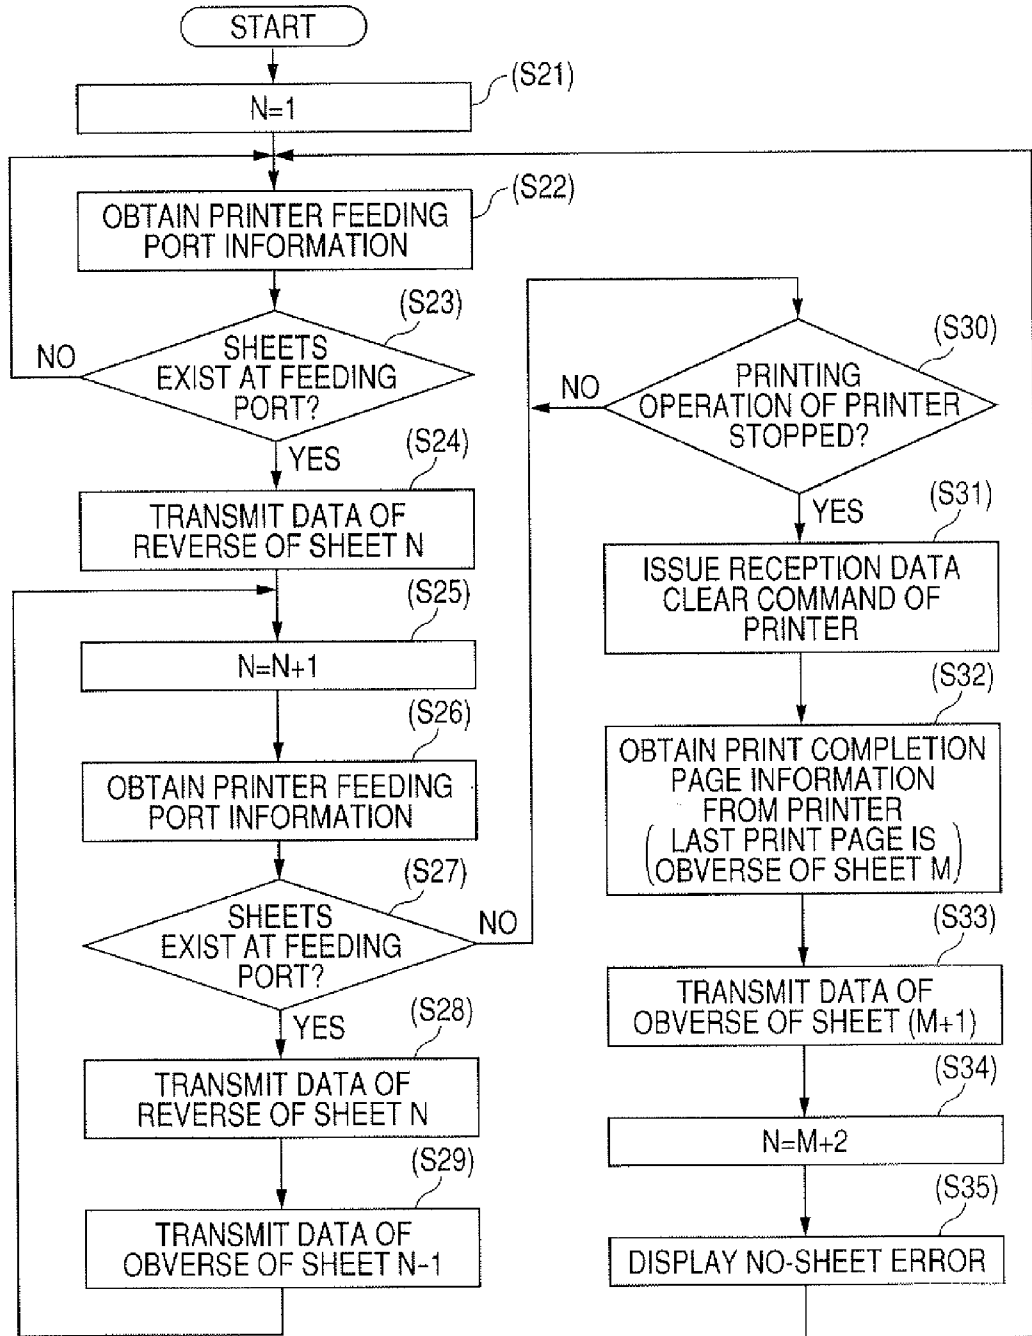 START
(S21)
N=1
(S22)
OBTAIN PRINTER FEEDING
PORT INFORMATION
(S23)
SHEETS
EXIST AT FEEDING
PORT?
NO
YES
(S24)
TRANSMIT DATA OF
REVERSE OF SHEET N
(S25)
N=N+1
(S26)
OBTAIN PRINTER FEEDING
PORT INFORMATION
(S27)
SHEETS
EXIST AT FEEDING
PORT?
NO
YES
(S28)
TRANSMIT DATA OF
REVERSE OF SHEET N
(S29)
TRANSMIT DATA OF
OBVERSE OF SHEET N-1
(S30)
PRINTING
OPERATION OF PRINTER
STOPPED?
NO
YES
(S31)
ISSUE RECEPTION DATA
CLEAR COMMAND OF
PRINTER
(S32)
OBTAIN PRINT COMPLETION
PAGE INFORMATION
FROM PRINTER
(LAST PRINT PAGE IS
OBVERSE OF SHEET M)
(S33)
TRANSMIT DATA OF
OBVERSE OF SHEET (M+1)
(S34)
N=M+2
(S35)
DISPLAY NO-SHEET ERROR